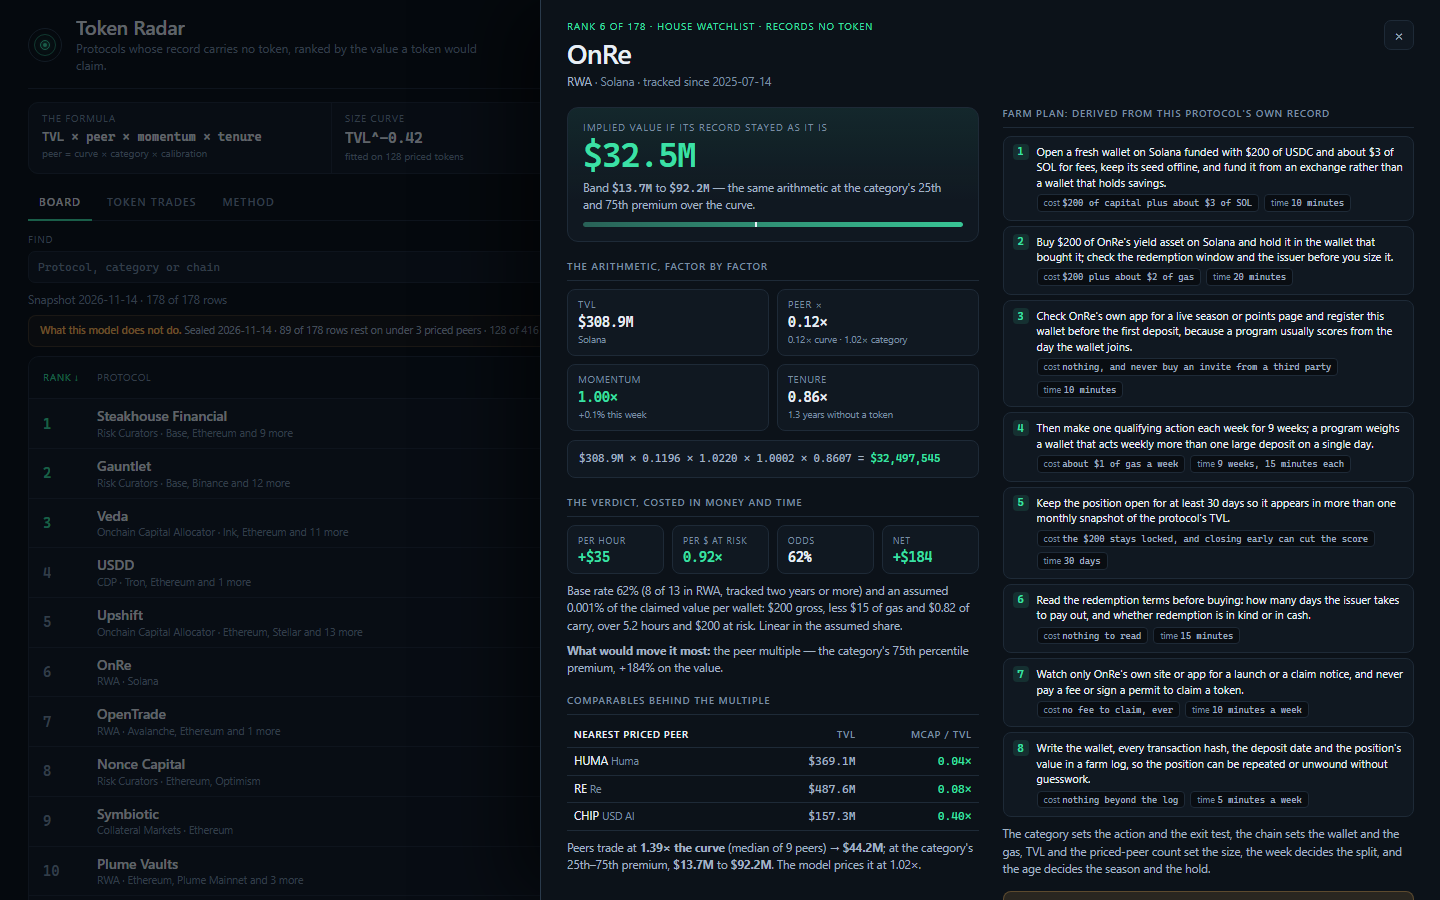 Token Radar
Protocols whose record carries no token, ranked by the value a token would
claim.
THE FORMULA
TVL × peer × momentum × tenure
peer = curve × category × calibration
SIZE CURVE
TVL^−0.42
fitted on 128 priced tokens
BOARD
TOKEN TRADES
METHOD
FIND
Protocol, category or chain
Snapshot 2026-11-14 · 178 of 178 rows
What this model does not do. Sealed 2026-11-14 · 89 of 178 rows rest on under 3 priced peers · 128 of 416
RANK ↓ PROTOCOL
1 Steakhouse Financial
Risk Curators · Base, Ethereum and 9 more
2 Gauntlet
Risk Curators · Base, Binance and 12 more
3 Veda
Onchain Capital Allocator · Ink, Ethereum and 11 more
4 USDD
CDP · Tron, Ethereum and 1 more
5 Upshift
Onchain Capital Allocator · Ethereum, Stellar and 13 more
6 OnRe
RWA · Solana
7 OpenTrade
RWA · Avalanche, Ethereum and 1 more
8 Nonce Capital
Risk Curators · Ethereum, Optimism
9 Symbiotic
Collateral Markets · Ethereum
10 Plume Vaults
RWA · Ethereum, Plume Mainnet and 3 more
RANK 6 OF 178 · HOUSE WATCHLIST · RECORDS NO TOKEN
OnRe
RWA · Solana · tracked since 2025-07-14
×
IMPLIED VALUE IF ITS RECORD STAYED AS IT IS
$32.5M
Band $13.7M to $92.2M — the same arithmetic at the category's 25th
and 75th premium over the curve.
THE ARITHMETIC, FACTOR BY FACTOR
TVL
$308.9M
Solana
PEER ×
0.12×
0.12× curve · 1.02× category
MOMENTUM
1.00×
+0.1% this week
TENURE
0.86×
1.3 years without a token
$308.9M × 0.1196 × 1.0220 × 1.0002 × 0.8607 = $32,497,545
THE VERDICT, COSTED IN MONEY AND TIME
PER HOUR
+$35
PER $ AT RISK
0.92×
ODDS
62%
NET
+$184
Base rate 62% (8 of 13 in RWA, tracked two years or more) and an assumed
0.001% of the claimed value per wallet: $200 gross, less $15 of gas and $0.82 of
carry, over 5.2 hours and $200 at risk. Linear in the assumed share.
What would move it most: the peer multiple — the category's 75th percentile
premium, +184% on the value.
COMPARABLES BEHIND THE MULTIPLE
NEAREST PRICED PEER TVL MCAP / TVL
HUMA Huma $369.1M 0.04×
RE Re $487.6M 0.08×
CHIP USD AI $157.3M 0.40×
Peers trade at 1.39× the curve (median of 9 peers) → $44.2M; at the category's
25th–75th premium, $13.7M to $92.2M. The model prices it at 1.02×.
FARM PLAN: DERIVED FROM THIS PROTOCOL'S OWN RECORD
1 Open a fresh wallet on Solana funded with $200 of USDC and about $3 of
SOL for fees, keep its seed offline, and fund it from an exchange rather than
a wallet that holds savings.
cost $200 of capital plus about $3 of SOL time 10 minutes
2 Buy $200 of OnRe's yield asset on Solana and hold it in the wallet that
bought it; check the redemption window and the issuer before you size it.
cost $200 plus about $2 of gas time 20 minutes
3 Check OnRe's own app for a live season or points page and register this
wallet before the first deposit, because a program usually scores from the
day the wallet joins.
cost nothing, and never buy an invite from a third party
time 10 minutes
4 Then make one qualifying action each week for 9 weeks; a program weighs
a wallet that acts weekly more than one large deposit on a single day.
cost about $1 of gas a week time 9 weeks, 15 minutes each
5 Keep the position open for at least 30 days so it appears in more than one
monthly snapshot of the protocol's TVL.
cost the $200 stays locked, and closing early can cut the score
time 30 days
6 Read the redemption terms before buying: how many days the issuer takes
to pay out, and whether redemption is in kind or in cash.
cost nothing to read time 15 minutes
7 Watch only OnRe's own site or app for a launch or a claim notice, and never
pay a fee or sign a permit to claim a token.
cost no fee to claim, ever time 10 minutes a week
8 Write the wallet, every transaction hash, the deposit date and the position's
value in a farm log, so the position can be repeated or unwound without
guesswork.
cost nothing beyond the log time 5 minutes a week
The category sets the action and the exit test, the chain sets the wallet and the
gas, TVL and the priced-peer count set the size, the week decides the split, and
the age decides the season and the hold.